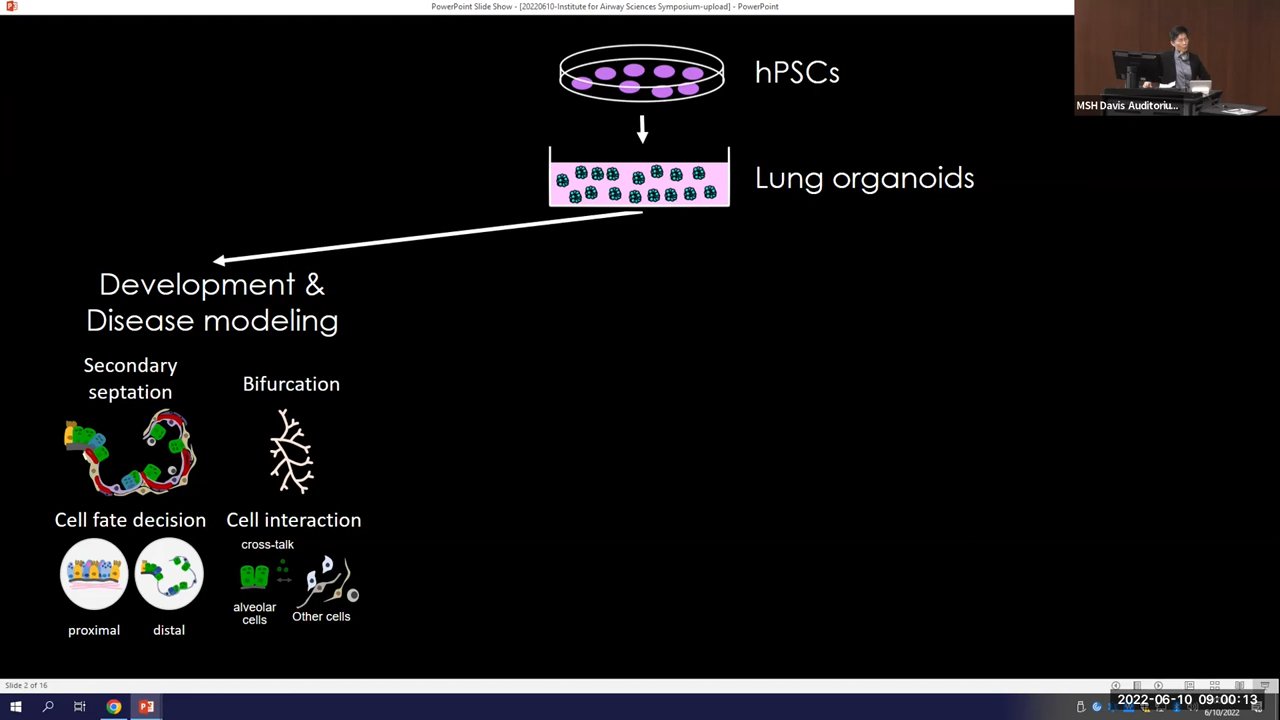 PowerPoint Slide Show - [20220610-Institute for Airway Sciences Symposium-upload] - PowerPoint
hPSCs
MSH Davis Auditoriu...
Lung organoids
Development &
Disease modeling
Secondary
septation
Bifurcation
Cell fate decision
Cell interaction
cross-talk
alveolar
cells
Other cells
proximal
distal
Slide 2 of 16
2022-06-10 09:00:13
6/10/2022